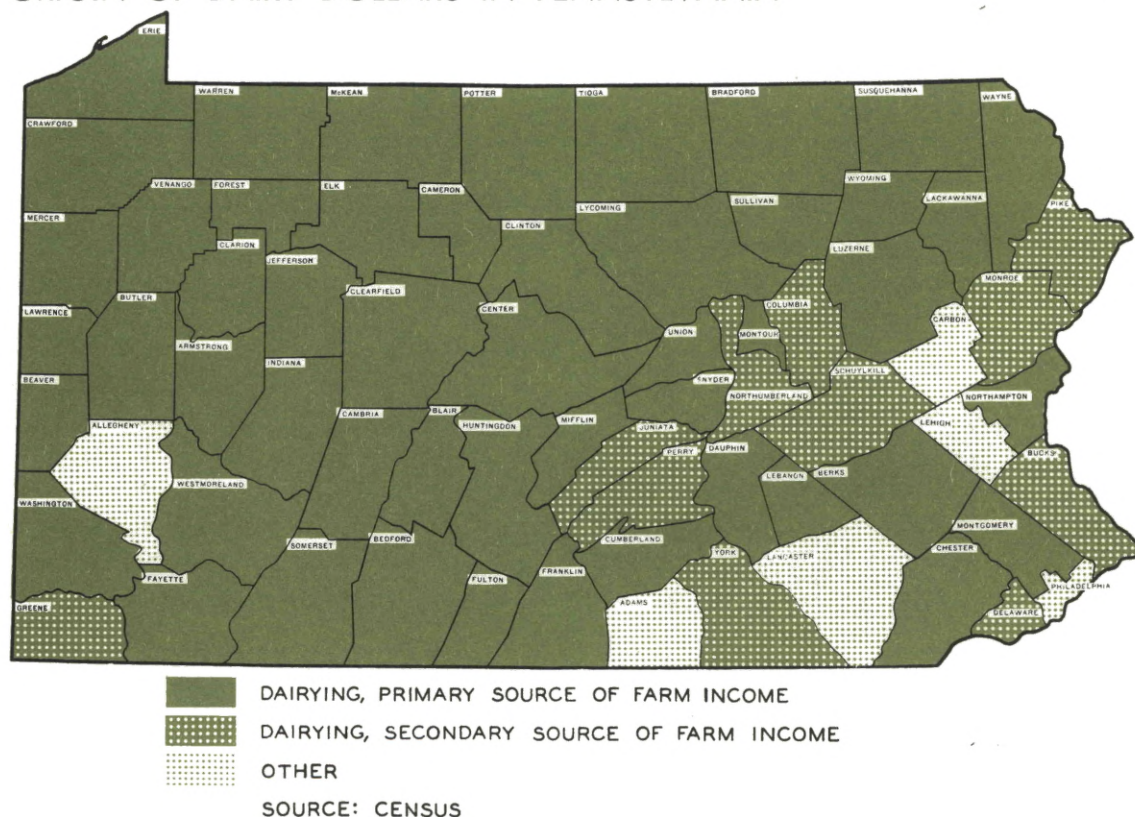 ERIE
WARREN
McKEAN
POTTER
TIOGA
BRADFORD
SUSQUEHANNA
WAYNE
CRAWFORD
VENANGO
FOREST
ELK
CAMERON
WYOMING
LACKAWANNA
PIKE
MERCER
LYCOMING
SULLIVAN
CLINTON
CLARION
JEFFERSON
LUZERNE
MONROE
CLEARFIELD
BUTLER
CENTER
COLUMBIA
LAWRENCE
CARBON
UNION
MONTOUR
ARMSTRONG
INDIANA
SCHUYLKILL
BEAVER
SNYDER
NORTHUMBERLAND
NORTHAMPTON
CAMBRIA
BLAIR
HUNTINGDON
MIFFLIN
LEHIGH
ALLEGHENY
JUNIATA
PERRY
DAUPHIN
BUCKS
LEBANON
BERKS
WESTMORELAND
WASHINGTON
MONTGOMERY
SOMERSET
BEDFORD
CUMBERLAND
YORK
LANCASTER
CHESTER
FAYETTE
FULTON
FRANKLIN
PHILADELPHIA
GREENE
ADAMS
DELAWARE
DAIRYING, PRIMARY SOURCE OF FARM INCOME
DAIRYING, SECONDARY SOURCE OF FARM INCOME
OTHER
SOURCE: CENSUS